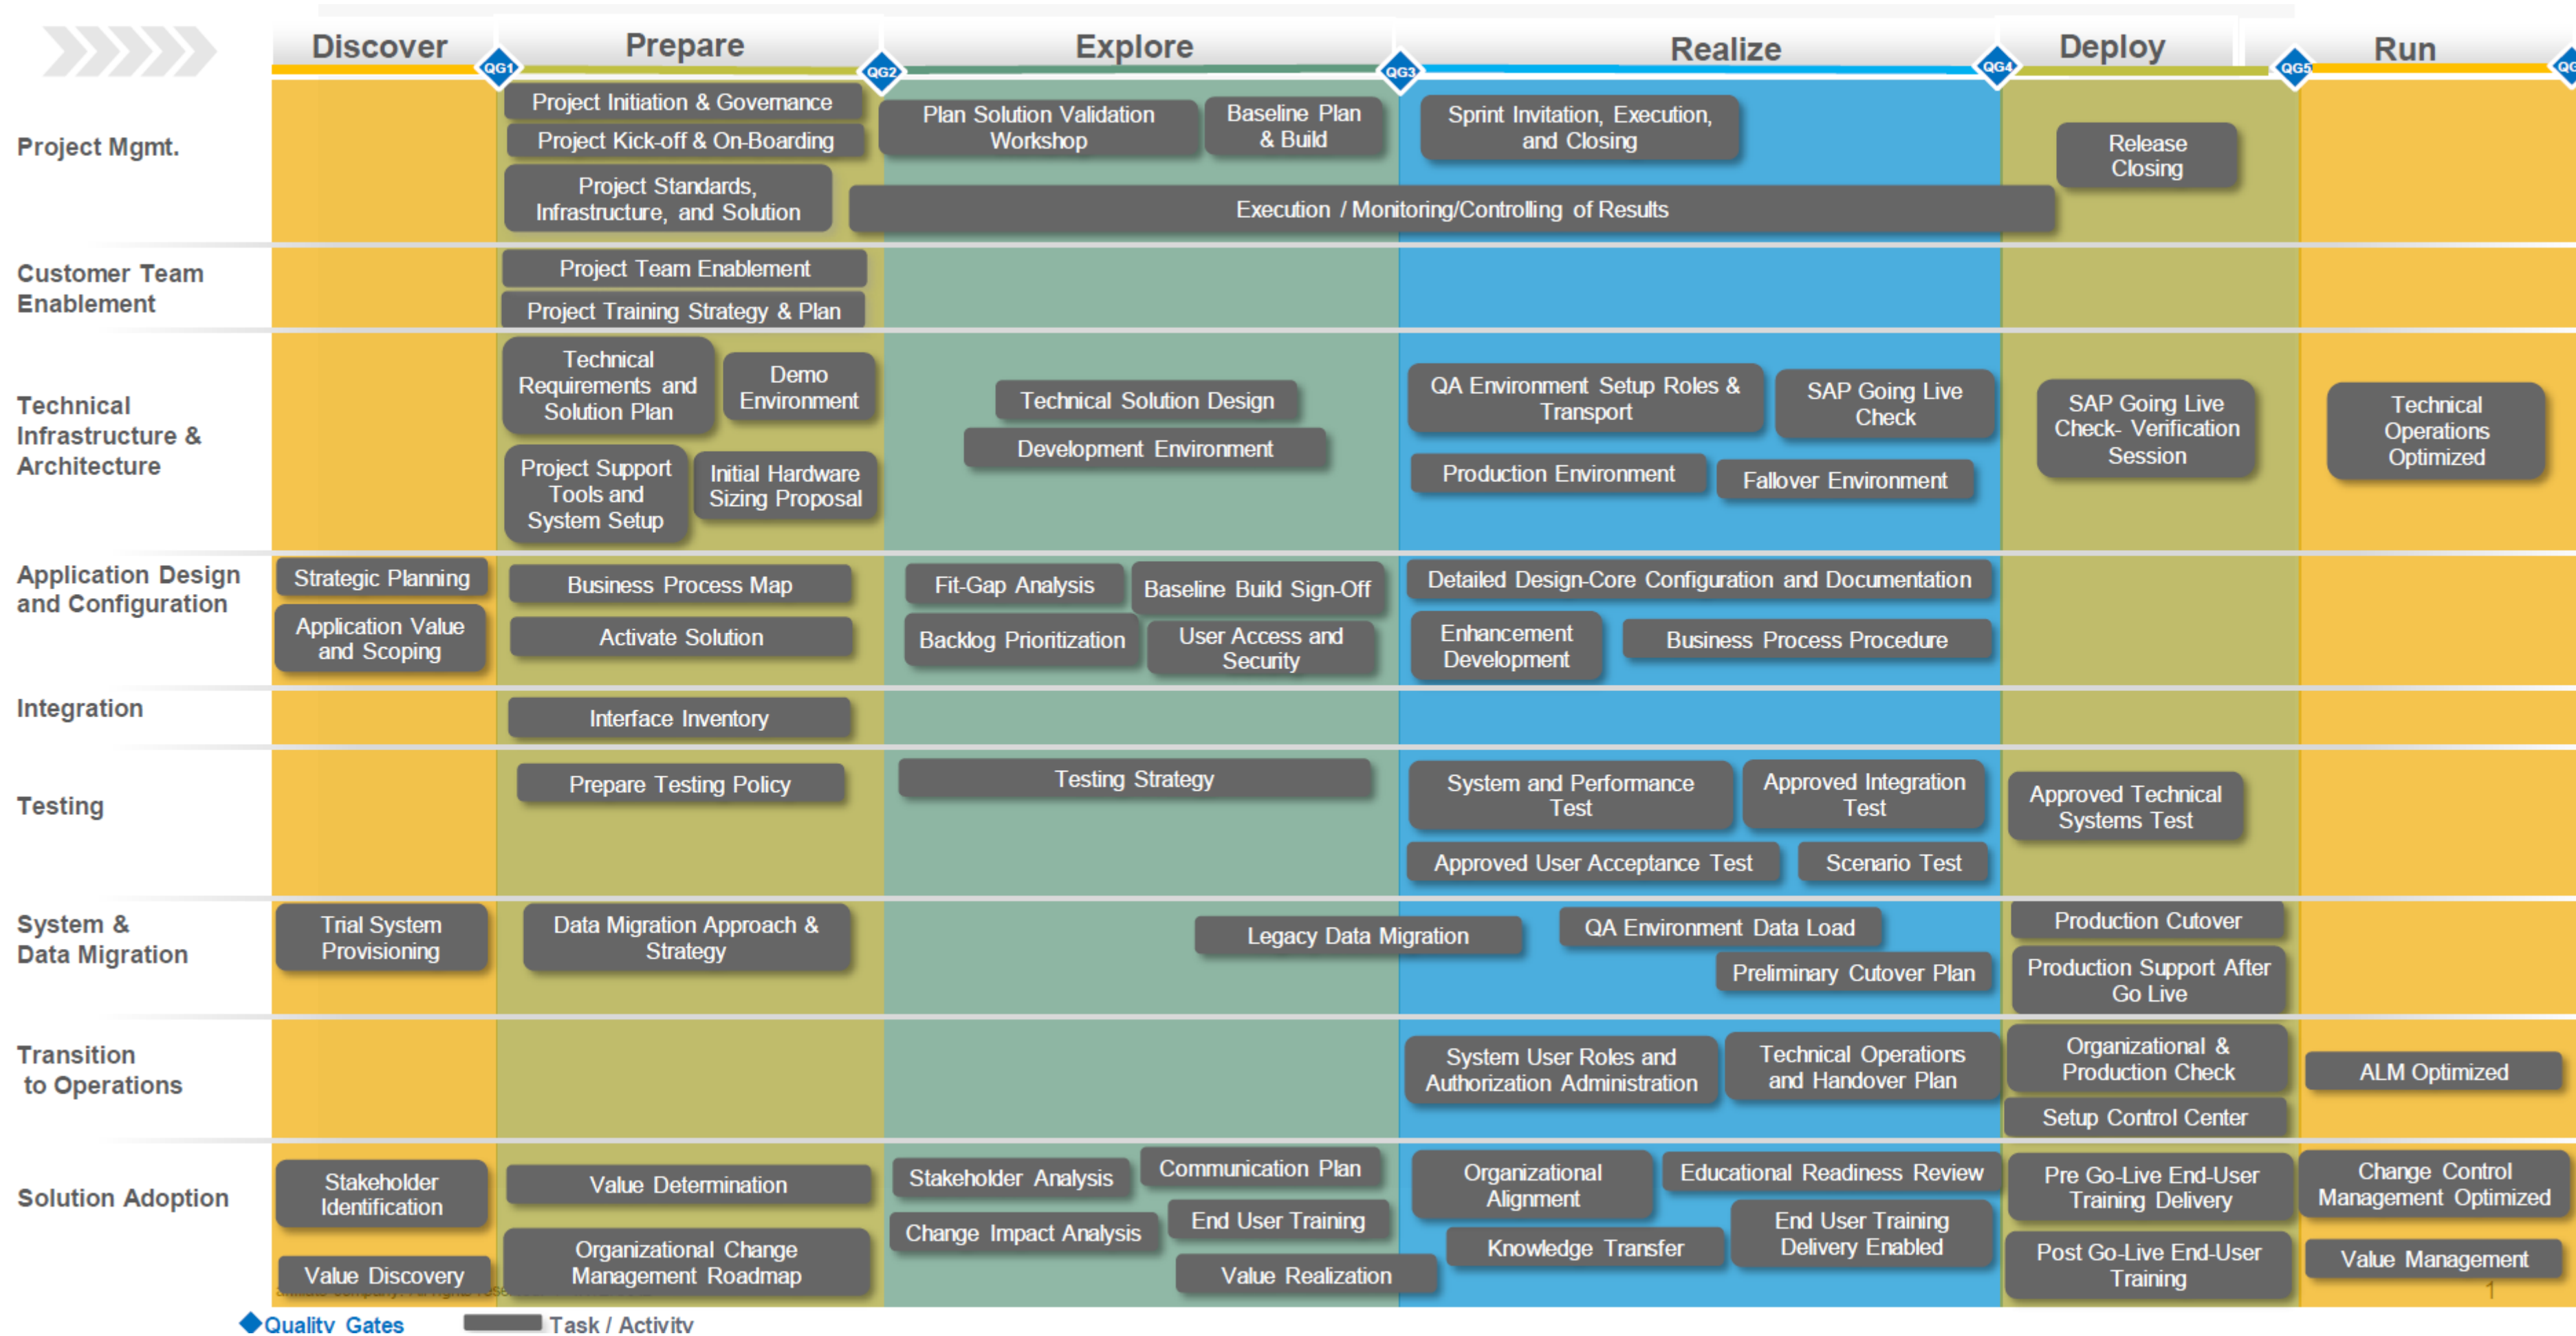 Discover
Prepare
Explore
Realize
Deploy
Run
QG1
QG2
QG3
QG4
QG5
QG
Project Mgmt.
Project Initiation & Governance
Project Kick-off & On-Boarding
Project Standards,
Infrastructure, and Solution
Plan Solution Validation
Workshop
Baseline Plan
& Build
Sprint Invitation, Execution,
and Closing
Release
Closing
Execution / Monitoring/Controlling of Results
Customer Team
Enablement
Project Team Enablement
Project Training Strategy & Plan
Technical
Infrastructure &
Architecture
Technical
Requirements and
Solution Plan
Demo
Environment
Project Support
Tools and
System Setup
Initial Hardware
Sizing Proposal
Technical Solution Design
Development Environment
QA Environment Setup Roles &
Transport
SAP Going Live
Check
Production Environment
Fallover Environment
SAP Going Live
Check- Verification
Session
Technical
Operations
Optimized
Application Design
and Configuration
Strategic Planning
Application Value
and Scoping
Business Process Map
Activate Solution
Fit-Gap Analysis
Baseline Build Sign-Off
Backlog Prioritization
User Access and
Security
Detailed Design-Core Configuration and Documentation
Enhancement
Development
Business Process Procedure
Integration
Interface Inventory
Testing
Prepare Testing Policy
Testing Strategy
System and Performance
Test
Approved Integration
Test
Approved User Acceptance Test
Scenario Test
Approved Technical
Systems Test
System &
Data Migration
Trial System
Provisioning
Data Migration Approach &
Strategy
Legacy Data Migration
QA Environment Data Load
Preliminary Cutover Plan
Production Cutover
Production Support After
Go Live
Transition
to Operations
System User Roles and
Authorization Administration
Technical Operations
and Handover Plan
Organizational &
Production Check
Setup Control Center
ALM Optimized
Solution Adoption
Stakeholder
Identification
Value Discovery
Value Determination
Organizational Change
Management Roadmap
Stakeholder Analysis
Communication Plan
Change Impact Analysis
End User Training
Value Realization
Organizational
Alignment
Educational Readiness Review
Knowledge Transfer
End User Training
Delivery Enabled
Pre Go-Live End-User
Training Delivery
Post Go-Live End-User
Training
Change Control
Management Optimized
Value Management
1
Quality Gates
Task / Activity